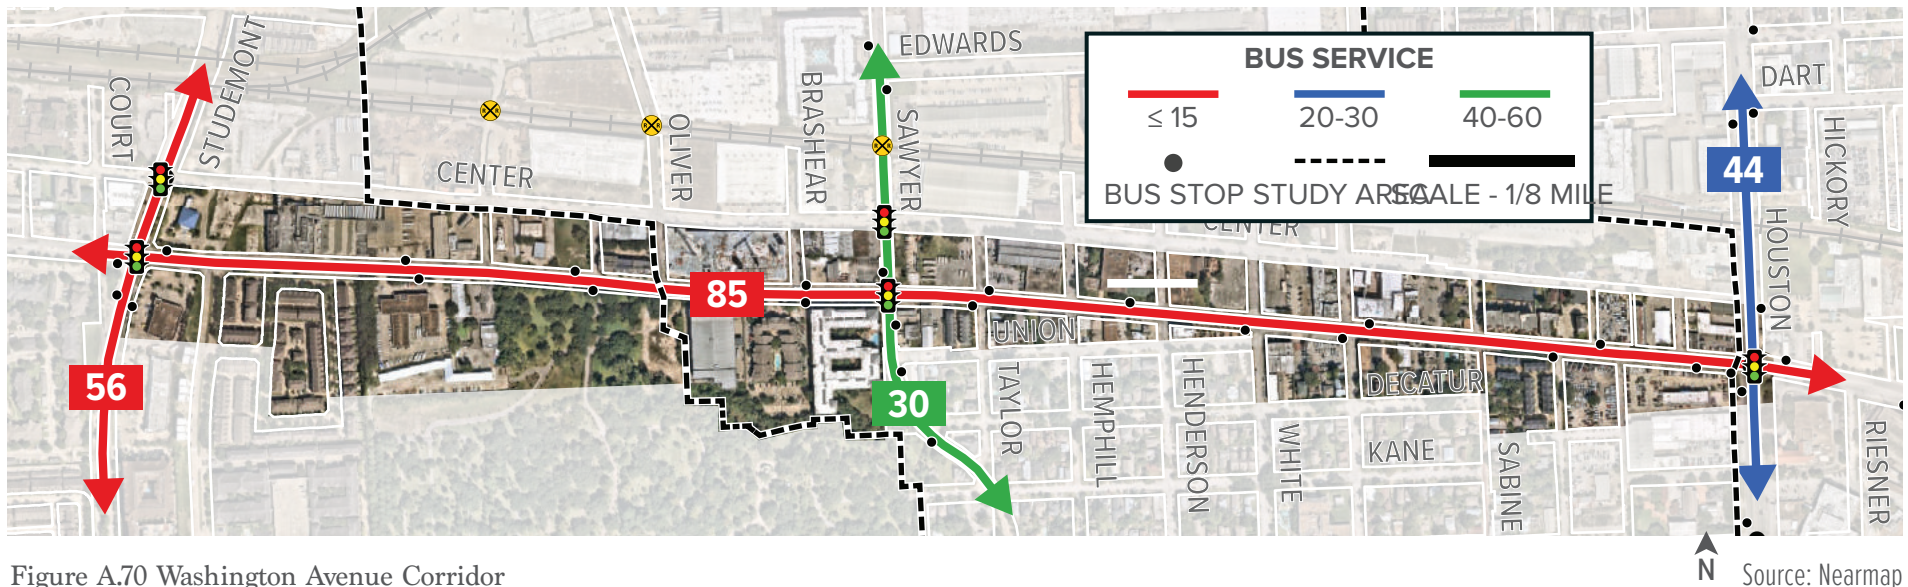 COURT
STUDEMONT
CENTER
OLIVER
BRASHEAR
SAWYER
EDWARDS
BUS SERVICE
≤ 15
20-30
40-60
BUS STOP
STUDY AREA
SCALE - 1/8 MILE
CENTER
DART
HICKORY
44
HOUSTON
85
56
30
UNION
TAYLOR
HEMPHILL
HENDERSON
WHITE
DECATUR
KANE
SABINE
RIESNER
N
Figure A.70 Washington Avenue Corridor
Source: Nearmap